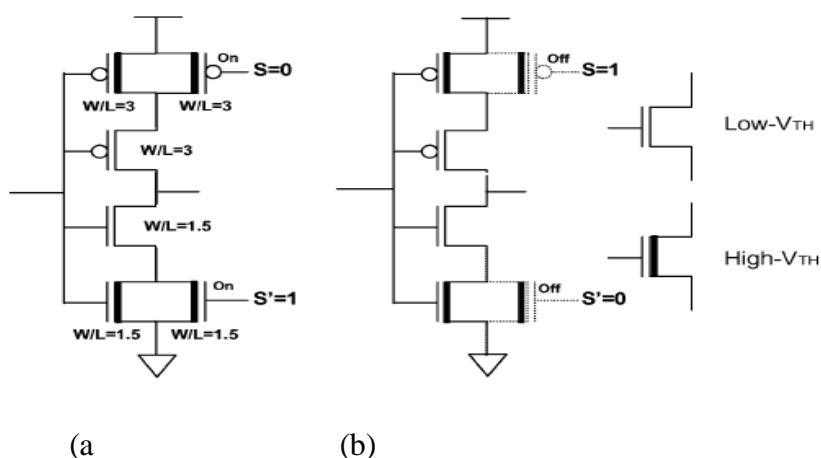 On
S=0
W/L=3
W/L=3
W/L=3
W/L=1.5
On
S'=1
W/L=1.5
W/L=1.5
Off
S=1
Off
S'=0
Low-VTH
High-VTH
(a
(b)